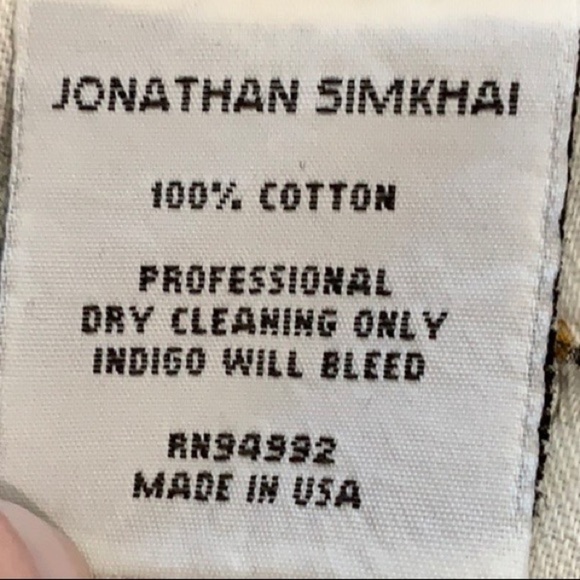 JONATHAN SIMKHAI
100% COTTON
PROFESSIONAL
DRY CLEANING ONLY
INDIGO WILL BLEED
RN94992
MADE IN USA